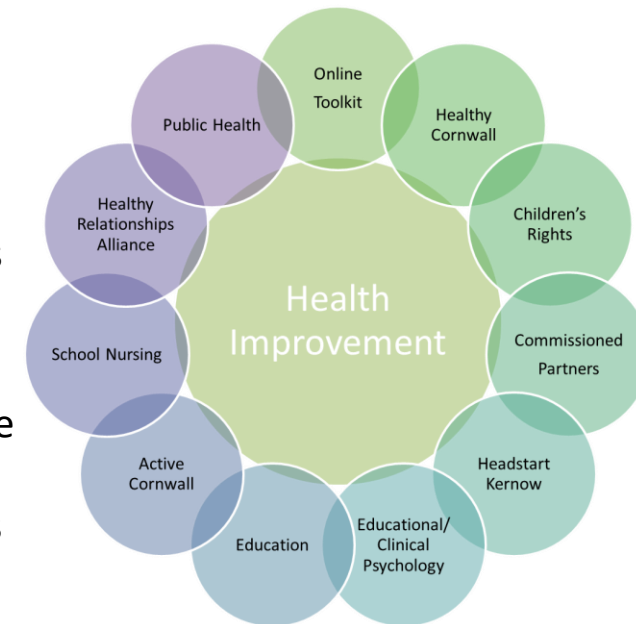 Online
Toolkit
Healthy
Cornwall
Children's
Rights
Commissioned
Partners
Headstart
Kernow
Educational/
Clinical
Psychology
Education
Active
Cornwall
School Nursing
Healthy
Relationships
Alliance
Public Health
Health
Improvement